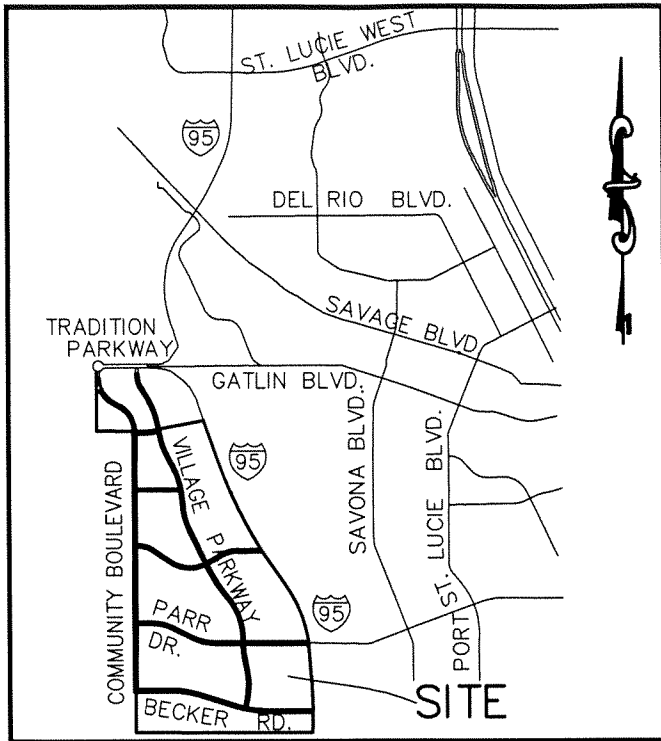 ST. LUCIE WEST
BLVD.
95
DEL RIO BLVD.
SAVAGE BLVD.
TRADITION
PARKWAY
GATLIN BLVD.
SAVONA BLVD.
PORT ST. LUCIE BLVD.
95
VILLAGE PARKWAY
COMMUNITY BOULEVARD
95
PARR
DR.
SITE
BECKER RD.